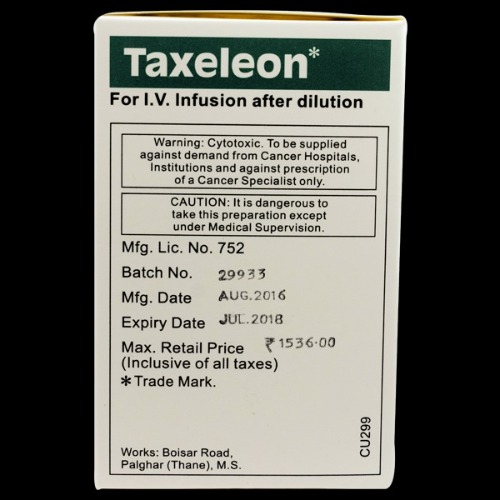 Taxeleon*
For I.V. Infusion after dilution
Warning: Cytotoxic. To be supplied
against demand from Cancer Hospitals,
Institutions and against prescription
of a Cancer Specialist only.
CAUTION: It is dangerous to
take this preparation except
under Medical Supervision.
Mfg. Lic. No. 752
Batch No. 29933
Mfg. Date AUG.2016
Expiry Date JUL.2018
Max. Retail Price ₹1536.00
(Inclusive of all taxes)
* Trade Mark.
Works: Boisar Road,
Palghar (Thane), M.S.
CU299